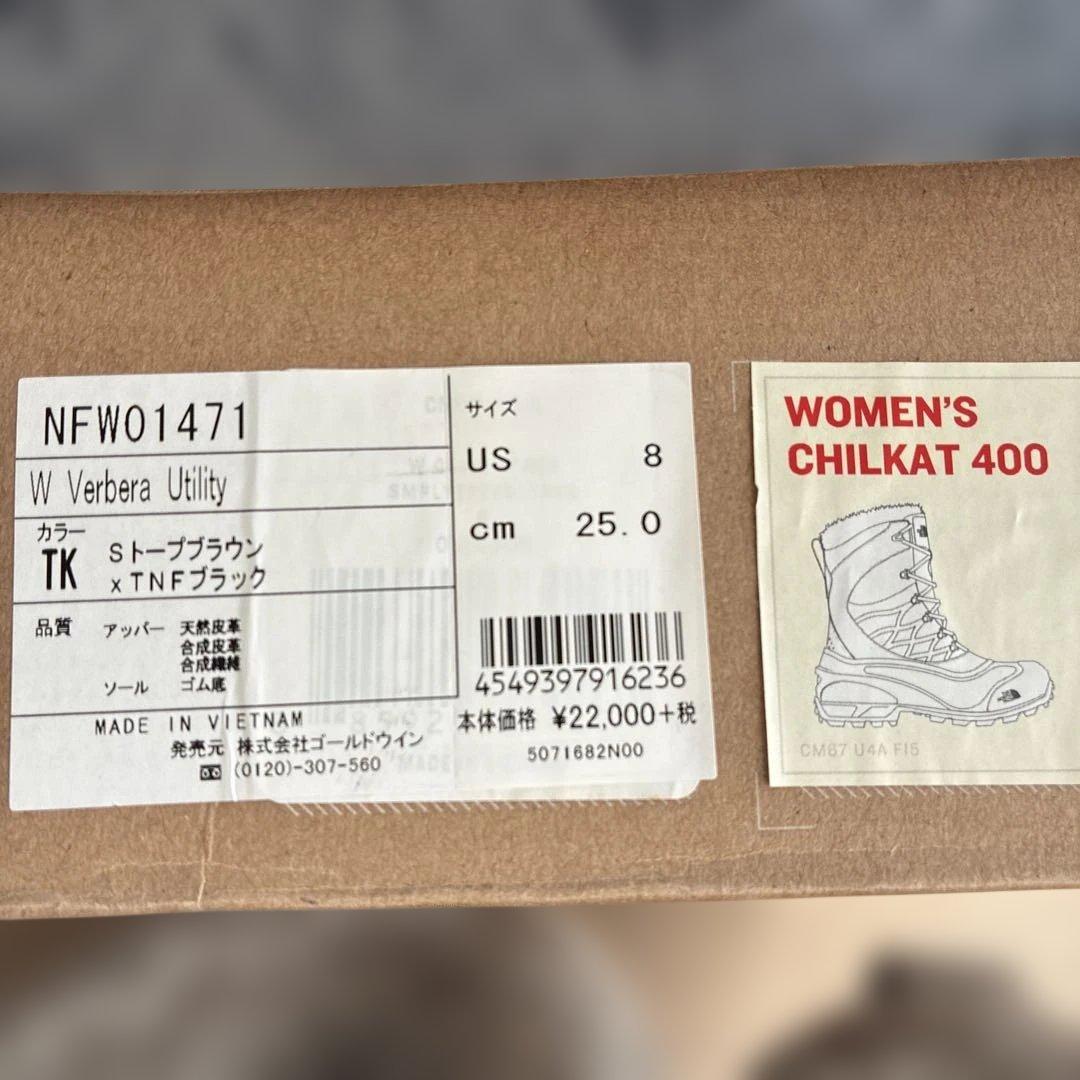 NFW01471
W Verbera Utility
カラー
TK Sトープブラウン
xTNFブラック
品質 アッパー 天然皮革
合成皮革
合成繊維
ソール ゴム底
MADE IN VIETNAM
発売元 株式会社ゴールドウイン
(0120)-307-560
サイズ
US 8
cm 25.0
4549397916236
本体価格 ¥22,000+税
5071682N00
WOMEN'S
CHILKAT 400
CM67 U4A F15